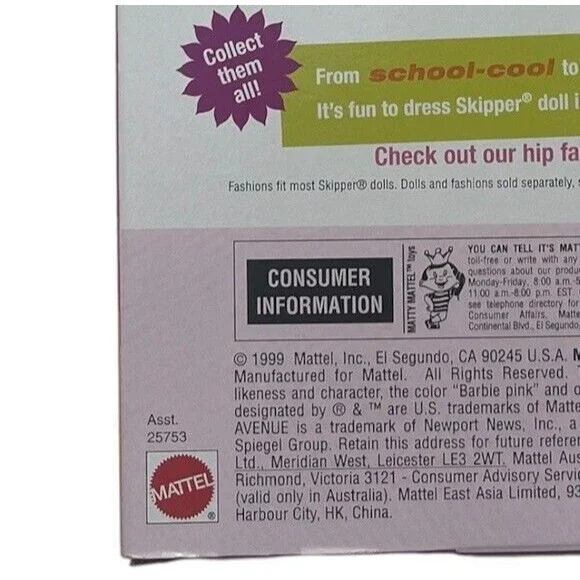 Collect
them
all!
From school-cool to
It's fun to dress Skipper® doll i
Check out our hip fa
Fashions fit most Skipper® dolls. Dolls and fashions sold separately,
CONSUMER
INFORMATION
MATTY MATTEL™ toys
YOU CAN TELL IT'S MAT
toll-free or write with any
questions about our produ
Monday-Friday, 8:00 a.m.-5
11:00 a.m.-8:00 p.m. EST.
see telephone directory for
Consumer Affairs, Matte
Continental Blvd., El Segundo
© 1999 Mattel, Inc., El Segundo, CA 90245 U.S.A. M
Manufactured for Mattel. All Rights Reserved. T
likeness and character, the color "Barbie pink" and o
designated by ® & ™ are U.S. trademarks of Matte
AVENUE is a trademark of Newport News, Inc., a
Spiegel Group. Retain this address for future referen
Ltd., Meridian West, Leicester LE3 2WT. Mattel Aus
Richmond, Victoria 3121 - Consumer Advisory Servic
(valid only in Australia). Mattel East Asia Limited, 93
Harbour City, HK, China.
Asst.
25753
MATTEL
®